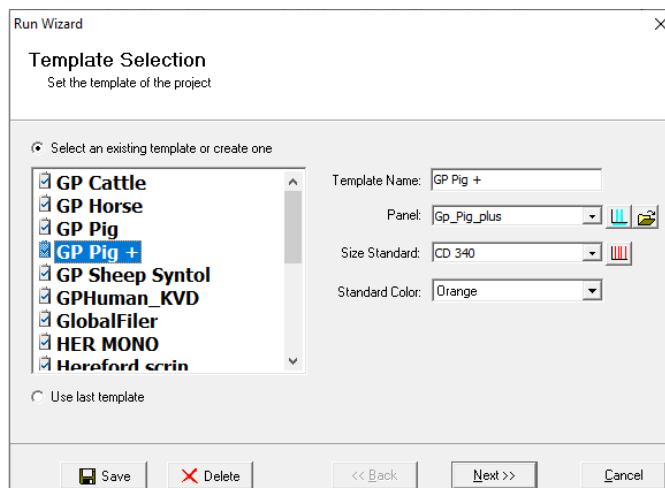 Run Wizard
Template Selection
Set the template of the project
Select an existing template or create one
GP Cattle
GP Horse
GP Pig
GP Pig +
GP Sheep Syntol
GPHuman_KVD
GlobalFiler
HER MONO
Hereford scrip
Template Name: GP Pig +
Panel: Gp_Pig_plus
Size Standard: CD 340
Standard Color: Orange
Use last template
Save Delete << Back Next >> Cancel